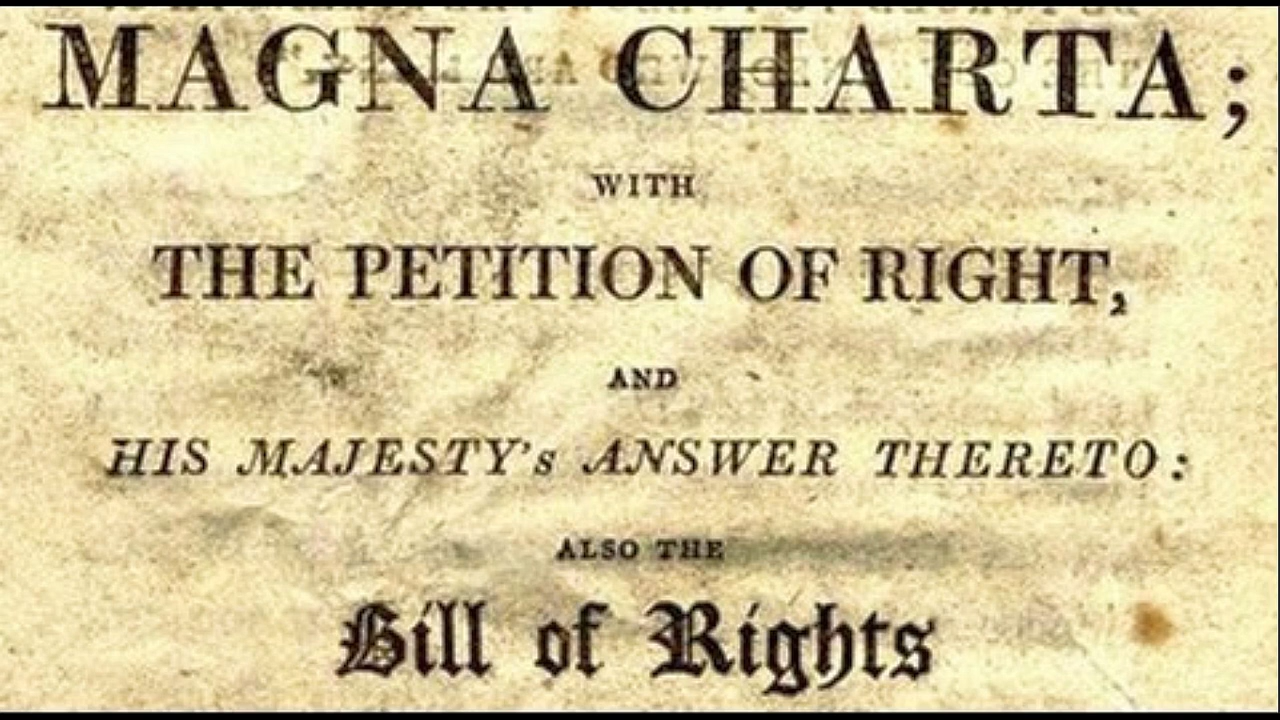 MAGNA CHARTA;
WITH
THE PETITION OF RIGHT,
AND
HIS MAJESTY's ANSWER THERETO:
ALSO THE
Bill of Rights